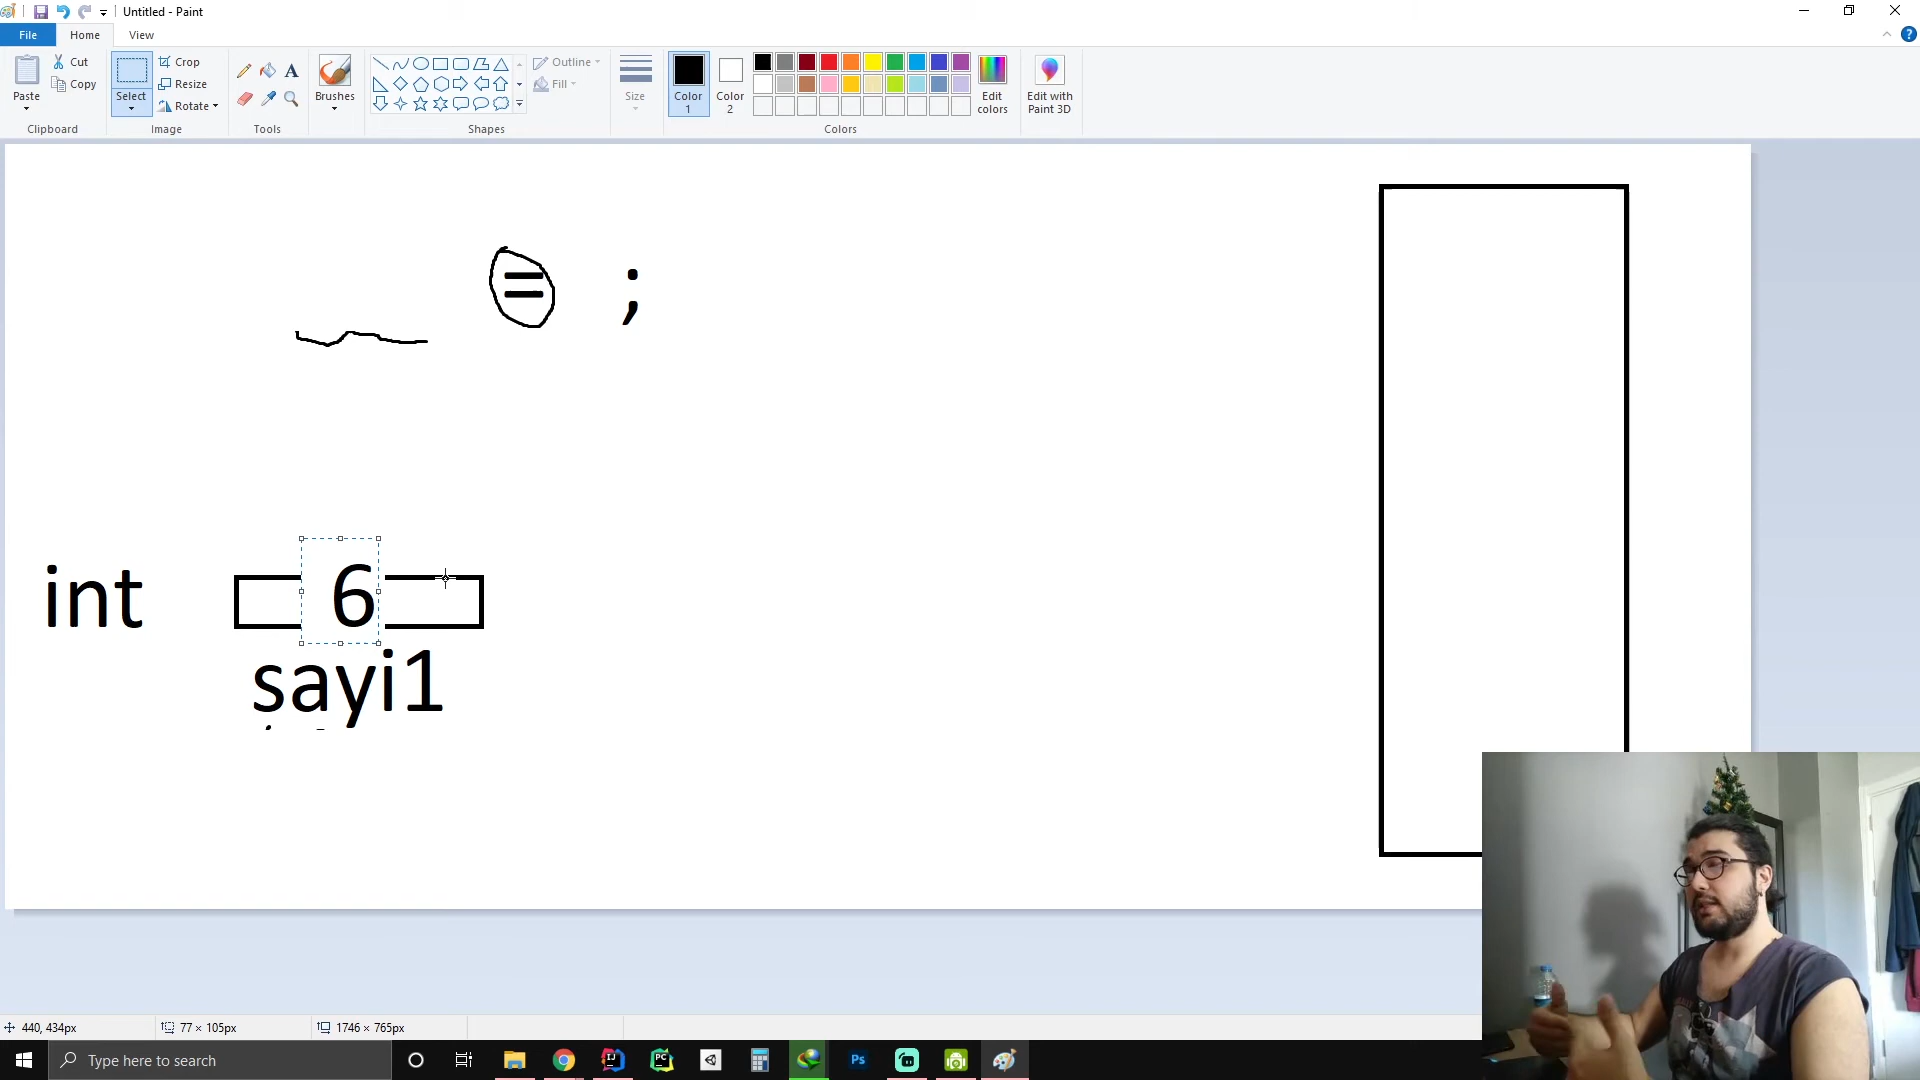 Untitled - Paint
File Home View
Paste
Cut
Copy
Clipboard
Select
Crop
Resize
Rotate
Image
Tools
Brushes
Shapes
Outline
Fill
Size
Color 1
Color 2
Edit colors
Edit with Paint 3D
Colors
= ;
int 6
sayi1
440, 434px 77 × 105px 1746 × 765px
Type here to search